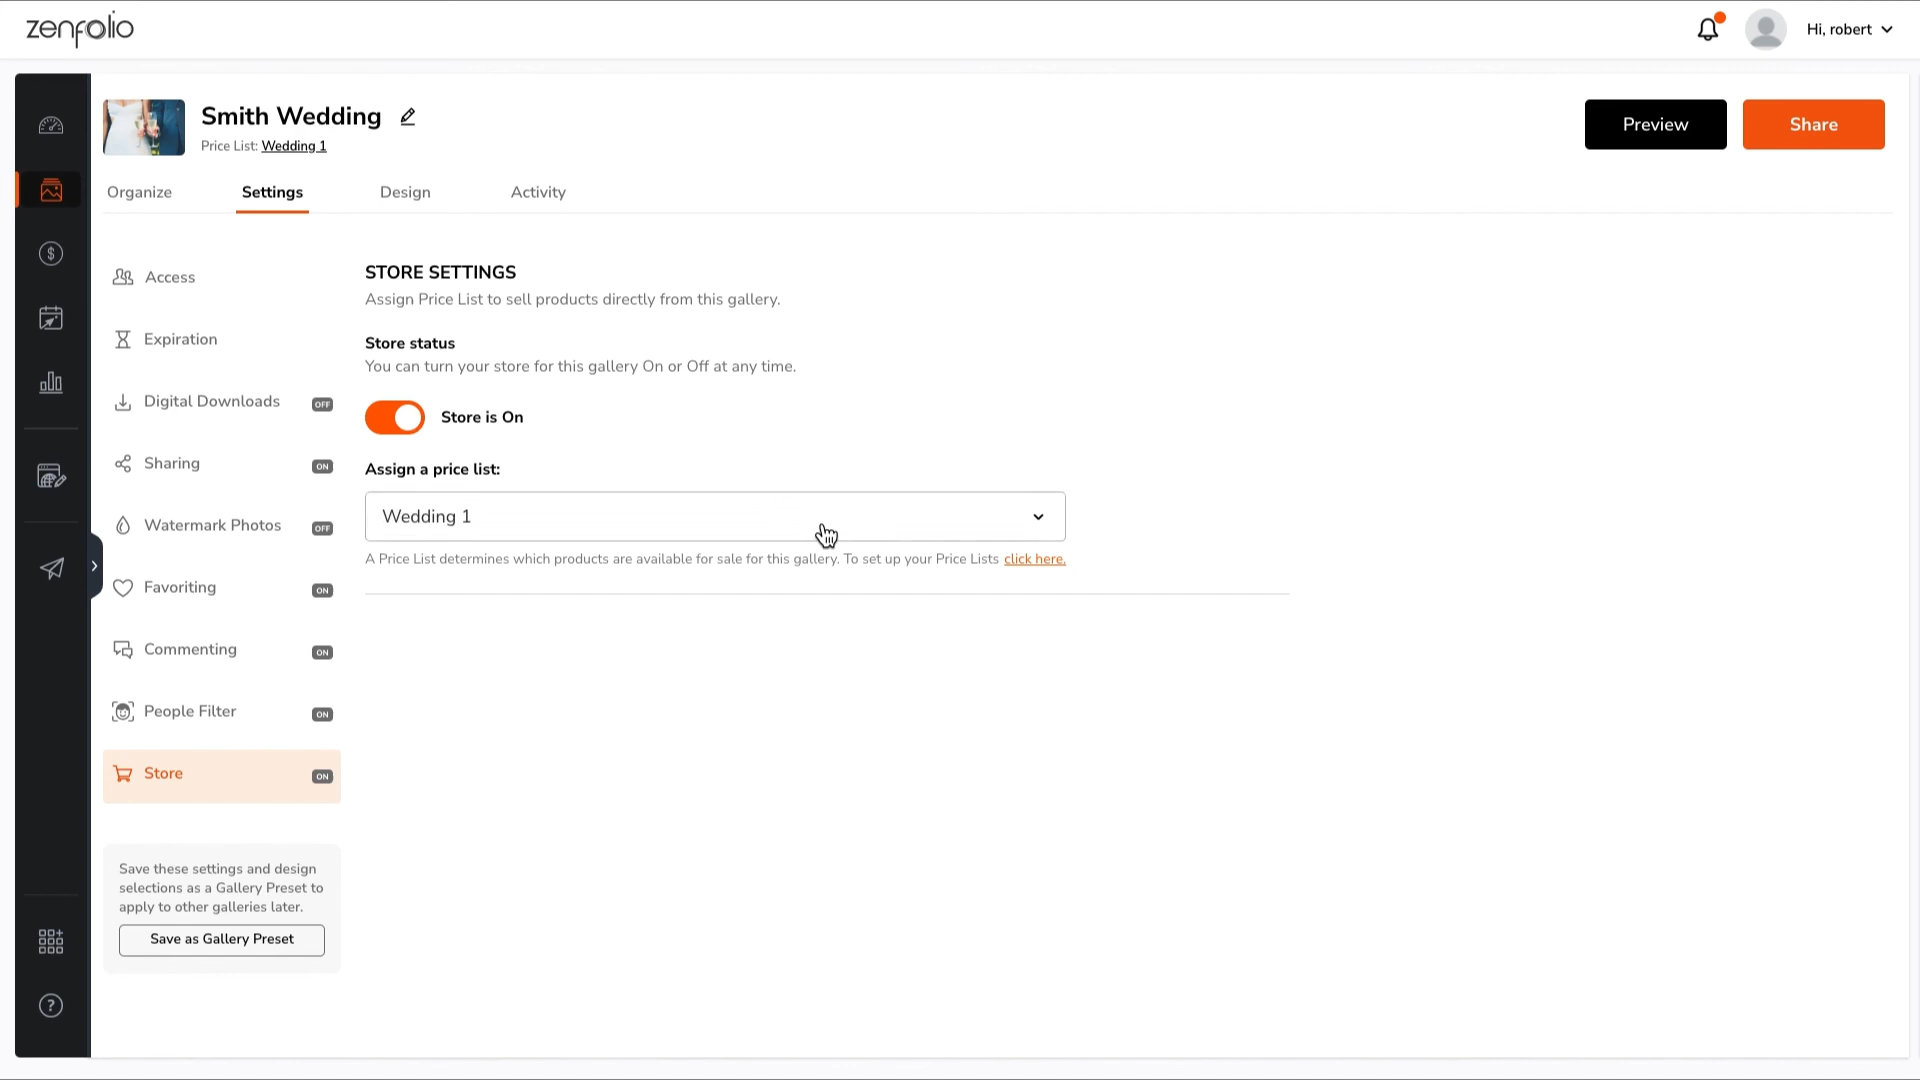 zenfolio
Hi, robert
Smith Wedding
Price List: Wedding 1
Preview
Share
Organize
Settings
Design
Activity
Access
Expiration
Digital Downloads
OFF
Sharing
ON
Watermark Photos
OFF
Favoriting
ON
Commenting
ON
People Filter
ON
Store
ON
Save these settings and design
selections as a Gallery Preset to
apply to other galleries later.
Save as Gallery Preset
STORE SETTINGS
Assign Price List to sell products directly from this gallery.
Store status
You can turn your store for this gallery On or Off at any time.
Store is On
Assign a price list:
Wedding 1
A Price List determines which products are available for sale for this gallery. To set up your Price Lists click here.